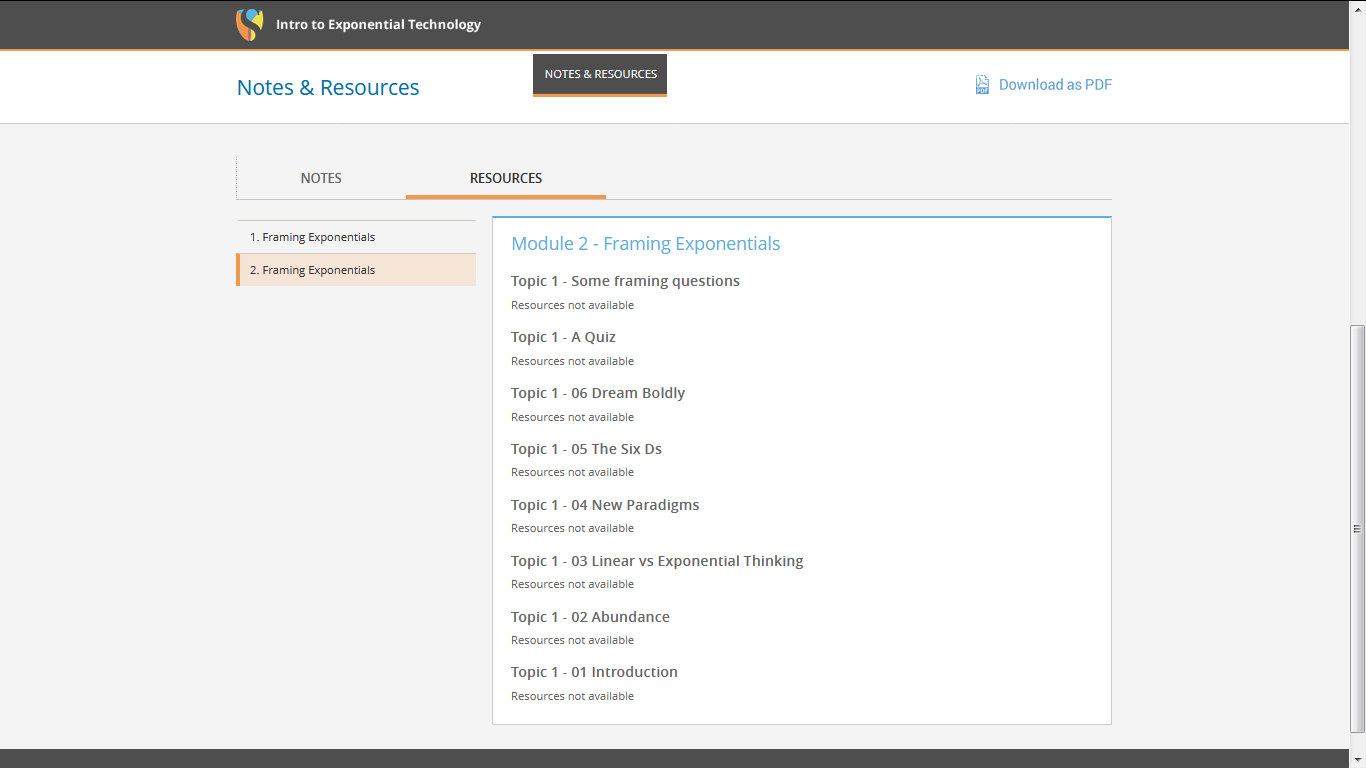 Intro to Exponential Technology
Notes & Resources
NOTES & RESOURCES
Download as PDF
NOTES
RESOURCES
1. Framing Exponentials
2. Framing Exponentials
Module 2 - Framing Exponentials
Topic 1 - Some framing questions
Resources not available
Topic 1 - A Quiz
Resources not available
Topic 1 - 06 Dream Boldly
Resources not available
Topic 1 - 05 The Six Ds
Resources not available
Topic 1 - 04 New Paradigms
Resources not available
Topic 1 - 03 Linear vs Exponential Thinking
Resources not available
Topic 1 - 02 Abundance
Resources not available
Topic 1 - 01 Introduction
Resources not available